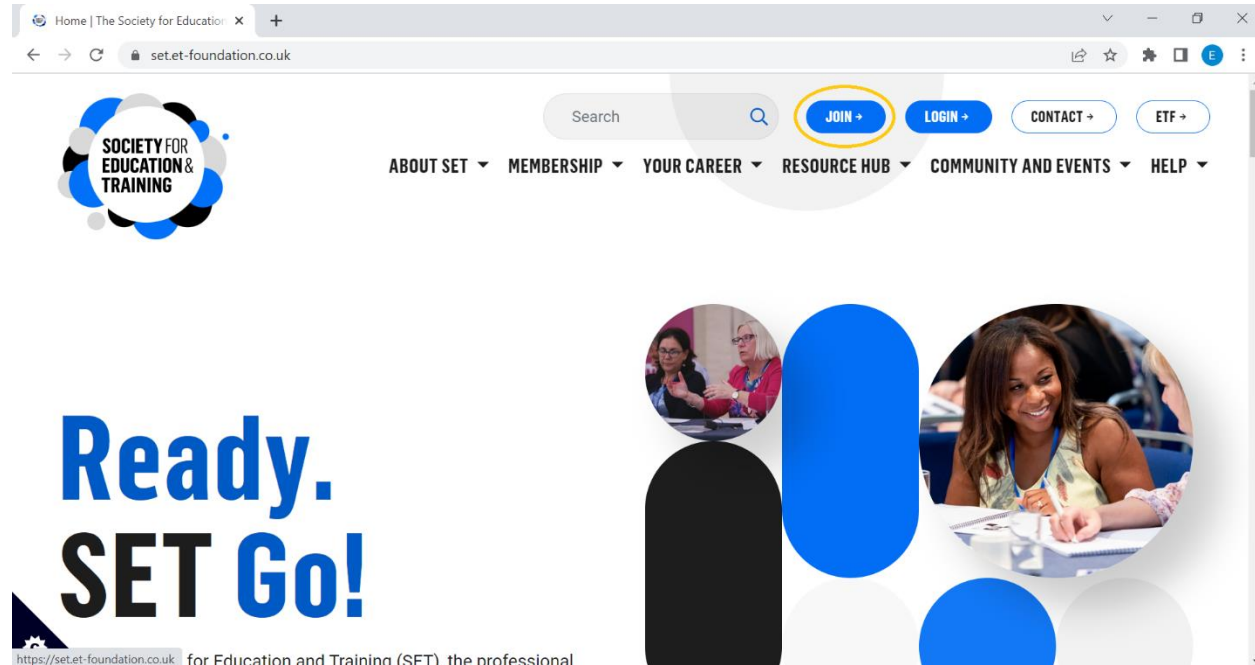 Home | The Society for Education
set.et-foundation.co.uk
E
Search
JOIN
LOGIN
CONTACT
ETF
SOCIETY FOR
EDUCATION &
TRAINING
ABOUT SET
MEMBERSHIP
YOUR CAREER
RESOURCE HUB
COMMUNITY AND EVENTS
HELP
Ready.
SET Go!
https://set.et-foundation.co.uk
for Education and Training (SET), the professional